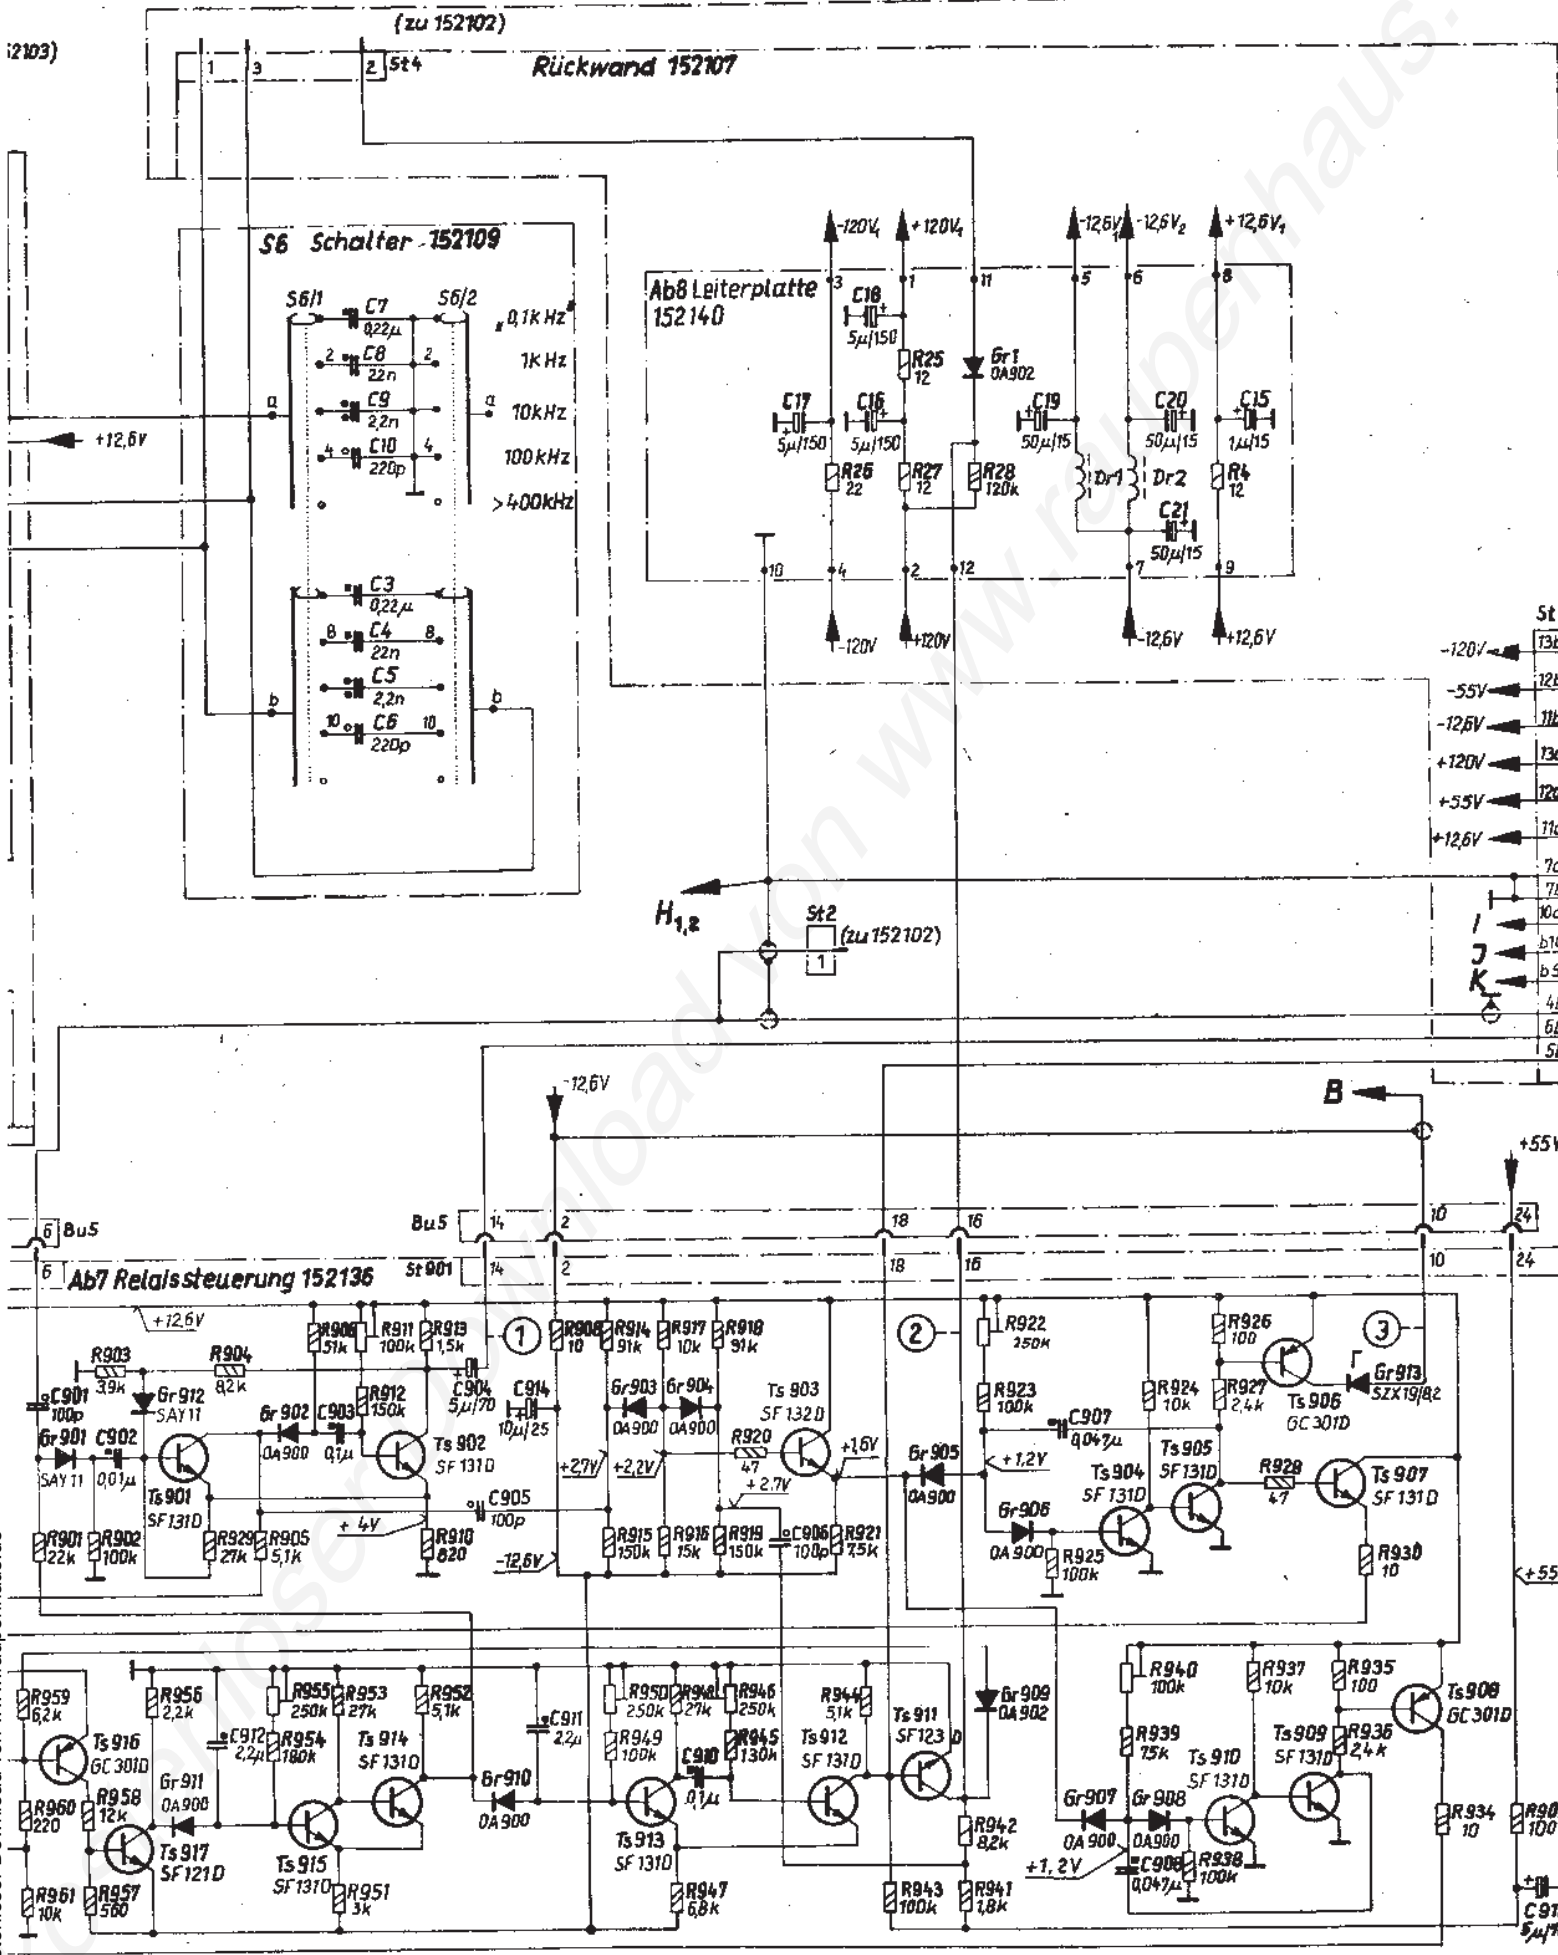 (zu 152102)
2103)
1
3
2
St4
Rückwand 152107
S6 Schalter 152109
S6/1
C7
0,22µ
S6/2
"0,1kHz"
2
C8
22n
2
1kHz
a
C9
2,2n
a
10kHz
4
C10
220p
4
100kHz
>400kHz
+12,6V
C3
0,22µ
8
C4
22n
8
C5
2,2n
b
b
10
C6
220p
10
-120V₁
+120V₁
-12,6V₁
-12,6V₂
+12,6V₁
Ab8 Leiterplatte
152140
3
1
11
5
6
8
C18
5µ/150
R25
12
Gr1
OA902
C17
5µ/150
C16
5µ/150
C19
50µ/15
C20
50µ/15
C15
1µ/15
R26
22
R27
12
R28
120k
Dr1
Dr2
R4
12
C21
50µ/15
10
4
2
12
7
9
-120V
+120V
-12,6V
+12,6V
St
-120V
-55V
-12,6V
+120V
+55V
+12,6V
H1,2
St2
1
(zu 152102)
I
J
K
-12,6V
B
+55V
6
Bu5
Bu5
14
2
18
16
10
24
6
Ab7 Relaissteuerung 152136
St901
14
2
18
16
10
24
+12,6V
R903
3,9k
R904
8,2k
R906
51k
R911
100k
R913
1,5k
1
R908
10
R914
91k
R917
10k
R918
91k
2
R922
250k
R926
100
3
C901
100p
Gr912
SAY11
R912
150k
C904
5µ/70
C914
10µ/25
Gr903
OA900
Gr904
OA900
Ts903
SF132D
R923
100k
R924
10k
R927
2,4k
Ts906
GC301D
Gr913
SZX19/8,2
Gr901
SAY11
C902
0,01µ
Gr902
OA900
C903
0,1µ
Ts902
SF131D
+2,7V
+2,2V
R920
47
+1,6V
Gr905
OA900
C907
0,047µ
+1,2V
Ts901
SF131D
C905
100p
+2,7V
Ts904
SF131D
Ts905
SF131D
R928
47
Ts907
SF131D
R901
22k
R902
100k
R929
27k
R905
5,1k
+4V
R910
820
-12,6V
R915
150k
R916
15k
R919
150k
C906
100p
R921
7,5k
Gr906
OA900
R925
100k
R930
10
R959
6,2k
Ts916
GC301D
R956
2,2k
C912
2,2µ
R955
250k
R953
27k
R952
5,1k
C911
2,2µ
R950
250k
R948
27k
R946
250k
R944
5,1k
Ts911
SF123D
Gr909
OA902
R940
100k
R937
10k
R935
100
Ts908
GC301D
R954
180k
Ts914
SF131D
R949
100k
R945
130k
Ts912
SF131D
R939
75k
Ts909
SF131D
R936
2,4k
R960
220
R958
12k
Gr911
OA900
Gr910
OA900
C910
0,1µ
Gr907
OA900
Gr908
OA900
Ts910
SF131D
R934
10
Ts917
SF121D
Ts915
SF131D
Ts913
SF131D
R942
8,2k
+1,2V
C908
0,047µ
R938
100k
R961
10k
R957
560
R951
3k
R947
6,8k
R943
100k
R941
1,8k